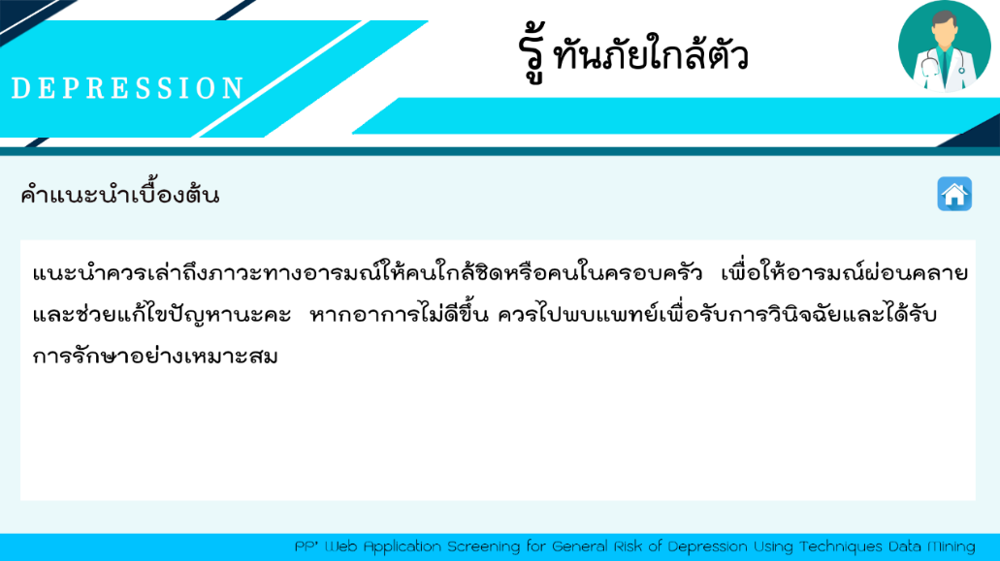 DEPRESSION
รู้ ทันภัยใกล้ตัว
คำแนะนำเบื้องต้น
แนะนำควรเล่าถึงภาวะทางอารมณ์ให้คนใกล้ชิดหรือคนในครอบครัว เพื่อให้อารมณ์ผ่อนคลาย
และช่วยแก้ไขปัญหานะคะ หากอาการไม่ดีขึ้น ควรไปพบแพทย์เพื่อรับการวินิจฉัยและได้รับ
การรักษาอย่างเหมาะสม
PP' Web Application Screening for General Risk of Depression Using Techniques Data Mining